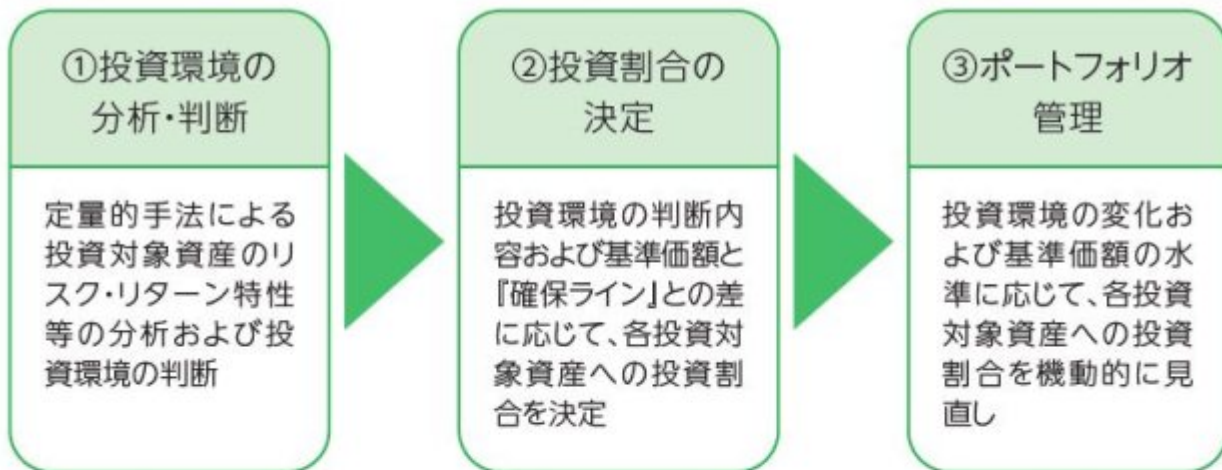 ①投資環境の
分析・判断
定量的手法による
投資対象資産のリ
スク・リターン特性
等の分析および投
資環境の判断
②投資割合の
決定
投資環境の判断内
容および基準価額と
『確保ライン』との差
に応じて、各投資対
象資産への投資割
合を決定
③ポートフォリオ
管理
投資環境の変化お
よび基準価額の水
準に応じて、各投資
対象資産への投資
割合を機動的に見
直し